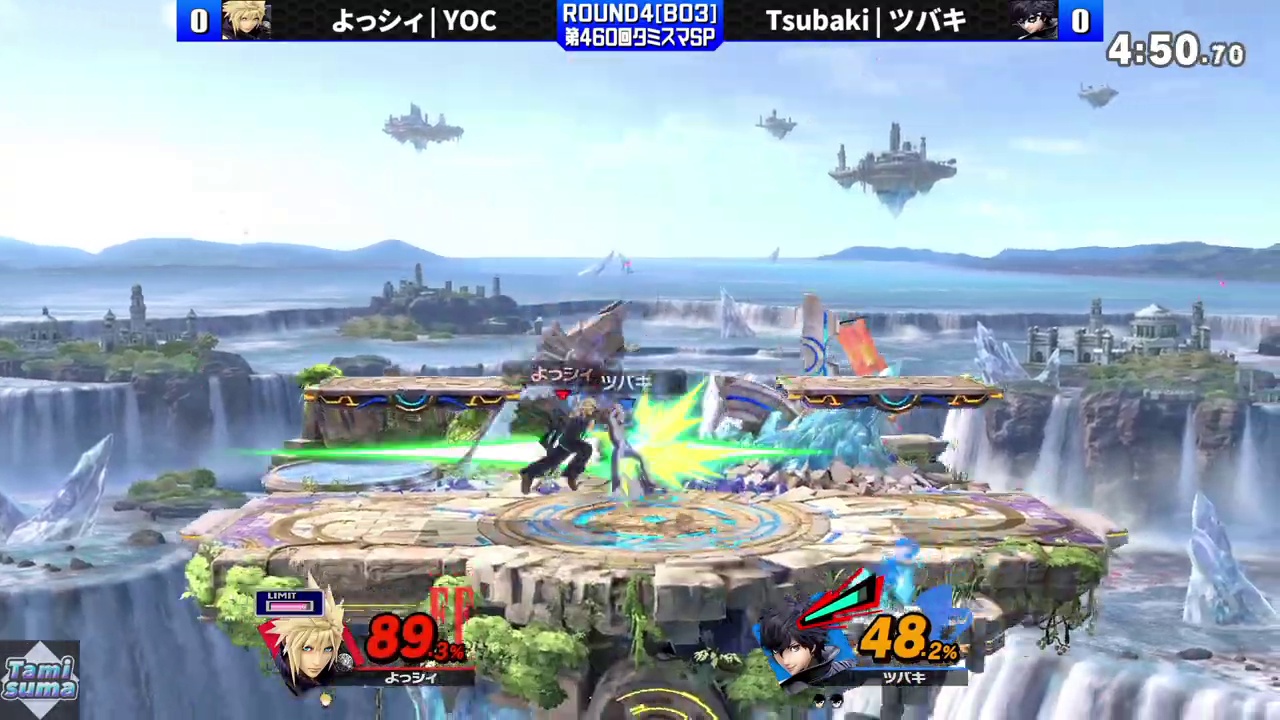 0 よっシィ | YOC
ROUND4[BO3]
第460回タミスマSP
Tsubaki | ツバキ 0
4:50.70
よっシィ ツバキ
LIMIT
89.3%
よっシィ
48.2%
ツバキ
Tami
suma